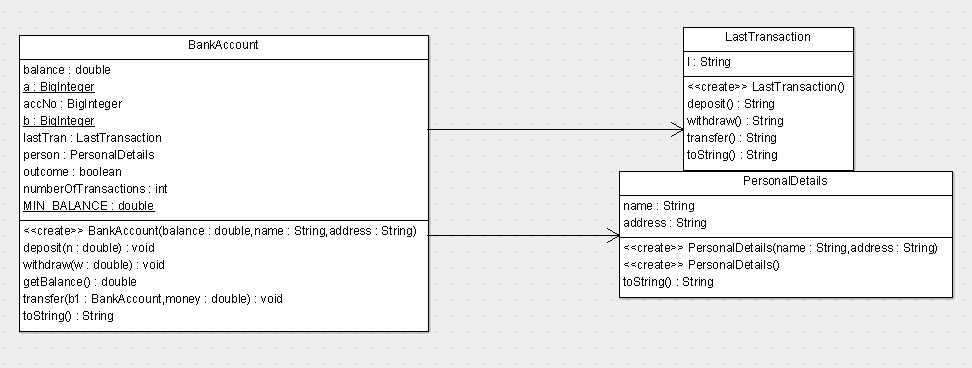 BankAccount
balance : double
a : BigInteger
accNo : BigInteger
b : BigInteger
lastTran : LastTransaction
person : PersonalDetails
outcome : boolean
numberOfTransactions : int
MIN_BALANCE : double
<<create>> BankAccount(balance : double,name : String,address : String)
deposit(n : double) : void
withdraw(w : double) : void
getBalance() : double
transfer(b1 : BankAccount,money : double) : void
toString() : String
LastTransaction
l : String
<<create>> LastTransaction()
deposit() : String
withdraw() : String
transfer() : String
toString() : String
PersonalDetails
name : String
address : String
<<create>> PersonalDetails(name : String,address : String)
<<create>> PersonalDetails()
toString() : String